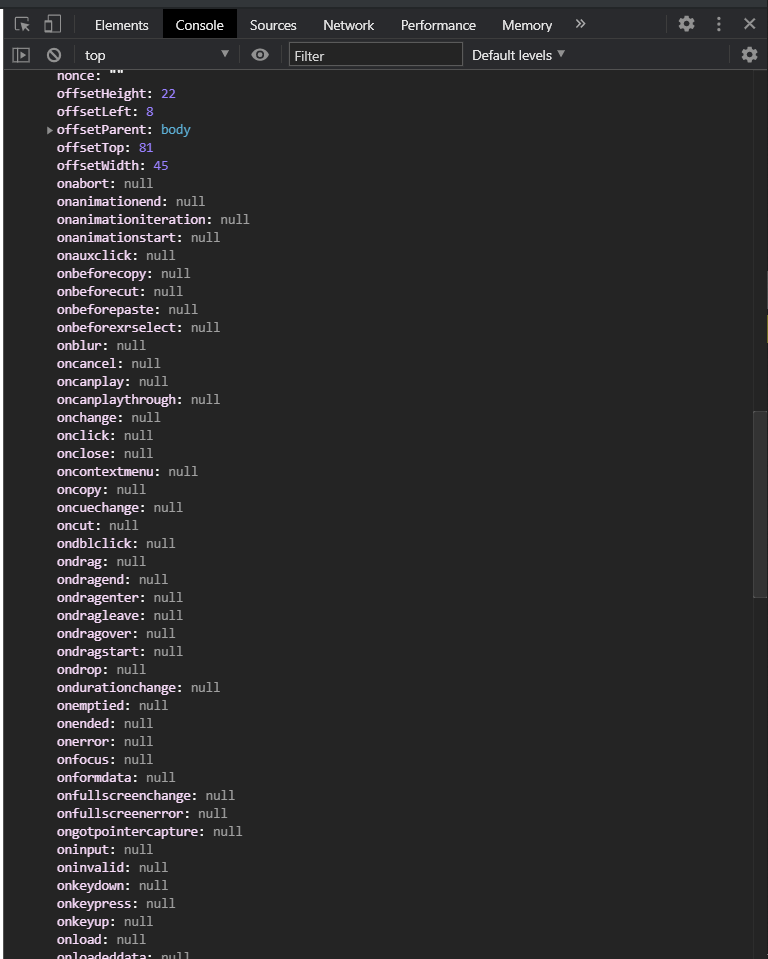 Elements Console Sources Network Performance Memory »
top Filter Default levels
nonce: ""
offsetHeight: 22
offsetLeft: 8
offsetParent: body
offsetTop: 81
offsetWidth: 45
onabort: null
onanimationend: null
onanimationiteration: null
onanimationstart: null
onauxclick: null
onbeforecopy: null
onbeforecut: null
onbeforepaste: null
onbeforexrselect: null
onblur: null
oncancel: null
oncanplay: null
oncanplaythrough: null
onchange: null
onclick: null
onclose: null
oncontextmenu: null
oncopy: null
oncuechange: null
oncut: null
ondblclick: null
ondrag: null
ondragend: null
ondragenter: null
ondragleave: null
ondragover: null
ondragstart: null
ondrop: null
ondurationchange: null
onemptied: null
onended: null
onerror: null
onfocus: null
onformdata: null
onfullscreenchange: null
onfullscreenerror: null
ongotpointercapture: null
oninput: null
oninvalid: null
onkeydown: null
onkeypress: null
onkeyup: null
onload: null
onloadeddata: null